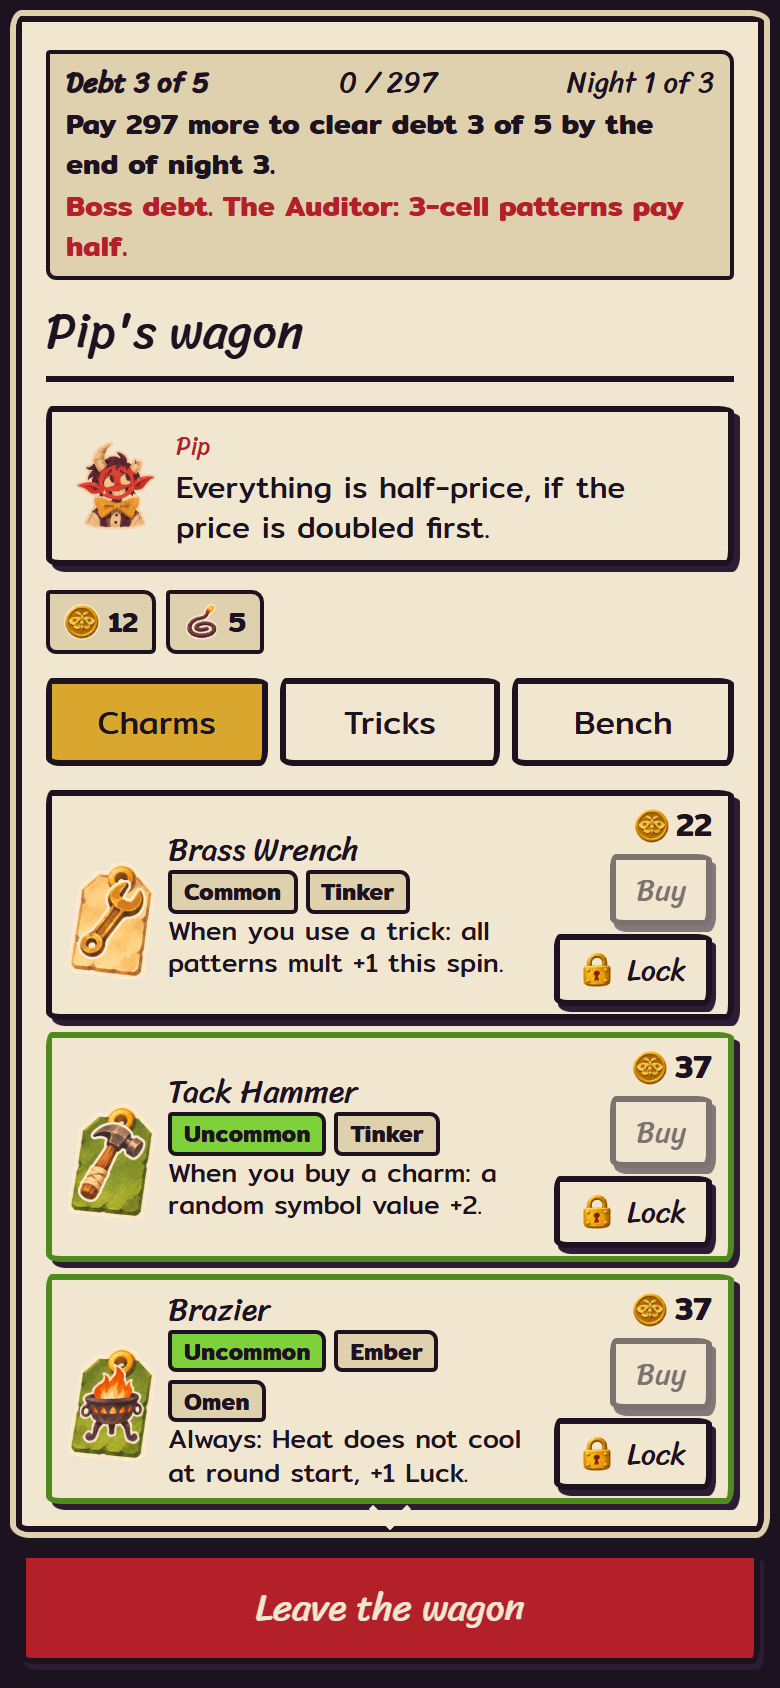 Debt 3 of 5 0 / 297 Night 1 of 3
Pay 297 more to clear debt 3 of 5 by the
end of night 3.
Boss debt. The Auditor: 3-cell patterns pay
half.
Pip's wagon
Pip
Everything is half-price, if the
price is doubled first.
12 5
Charms Tricks Bench
Brass Wrench
22
Common Tinker
Buy
When you use a trick: all
patterns mult +1 this spin.
Lock
Tack Hammer
37
Uncommon Tinker
Buy
When you buy a charm: a
random symbol value +2.
Lock
Brazier
37
Uncommon Ember
Omen
Buy
Always: Heat does not cool
at round start, +1 Luck.
Lock
Leave the wagon